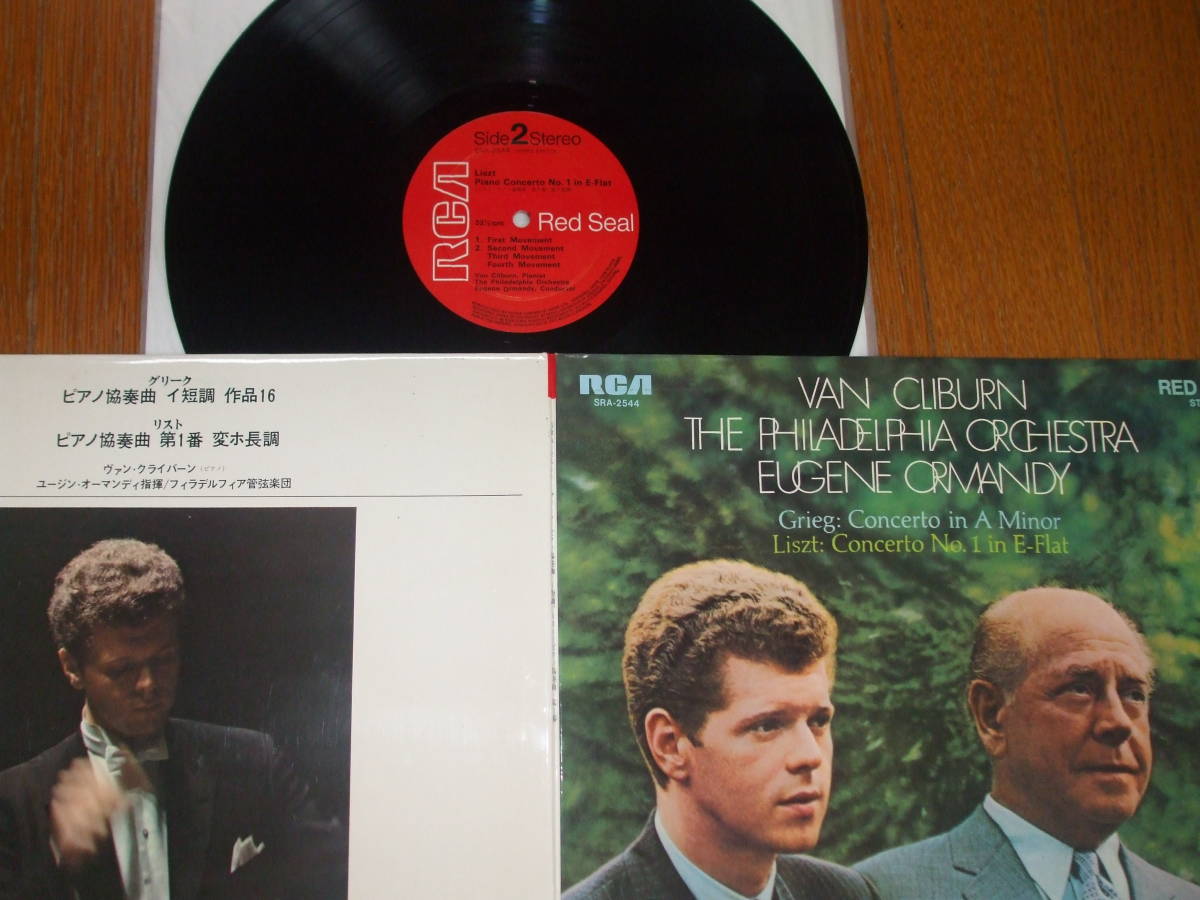 Side 2 Stereo
Liszt
Piano Concerto No. 1 in E-Flat
RCA
Red Seal
1. First Movement
2. Second Movement
Third Movement
Fourth Movement
Van Cliburn, Pianist
The Philadelphia Orchestra
Eugene Ormandy, Conductor
グリーク
ピアノ協奏曲 イ短調 作品16
リスト
ピアノ協奏曲 第1番 変ホ長調
ヴァン・クライバーン (ピアノ)
ユージン・オーマンディ指揮/フィラデルフィア管弦楽団
RCA
SRA-2544
VAN CLIBURN
THE PHILADELPHIA ORCHESTRA
EUGENE ORMANDY
RED
ST
Grieg: Concerto in A Minor
Liszt: Concerto No. 1 in E-Flat